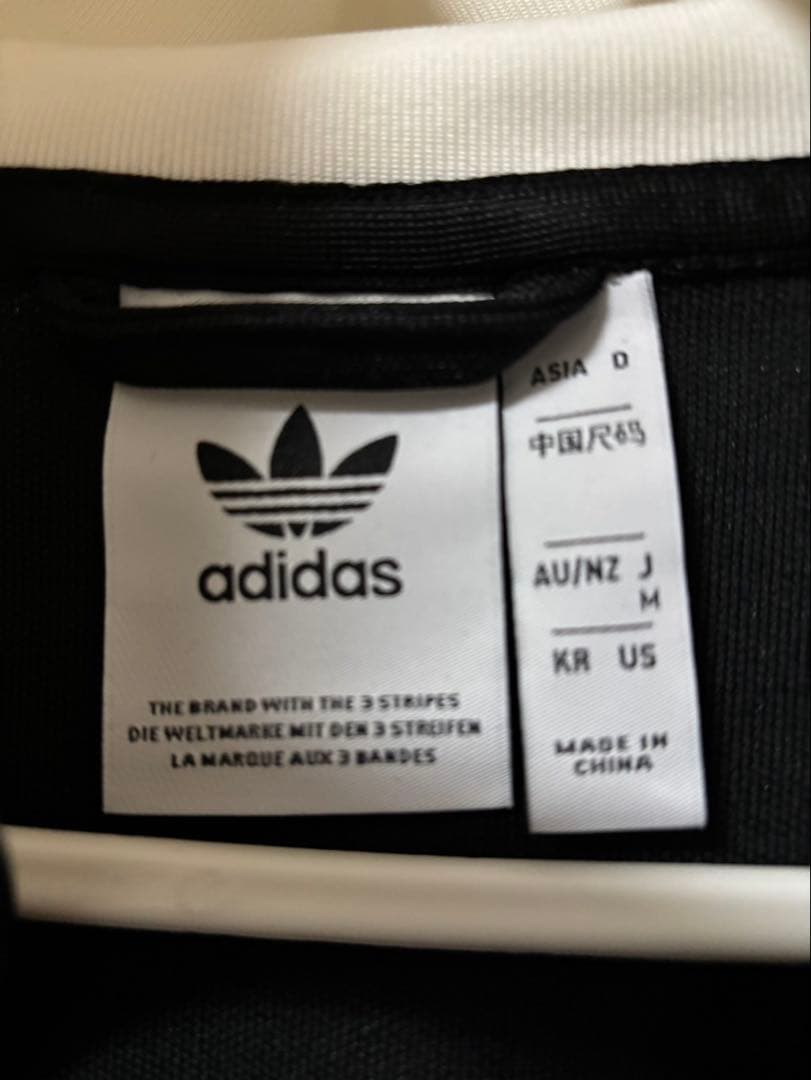 adidas
THE BRAND WITH THE 3 STRIPES
DIE WELTMARKE MIT DEN 3 STREIFEN
LA MARQUE AUX 3 BANDES
ASIA D
中国尺码
AU/NZ J
M
KR US
MADE IN
CHINA